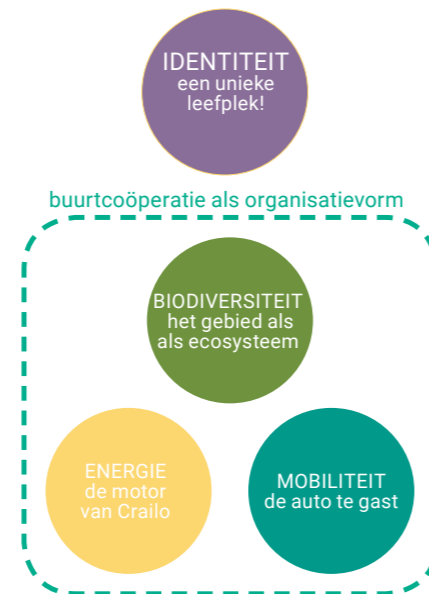 IDENTITEIT
een unieke
leefplek!
buurtcoöperatie als organisatievorm
BIODIVERSITEIT
het gebied als
als ecosysteem
ENERGIE
de motor
van Crailo
MOBILITEIT
de auto te gast